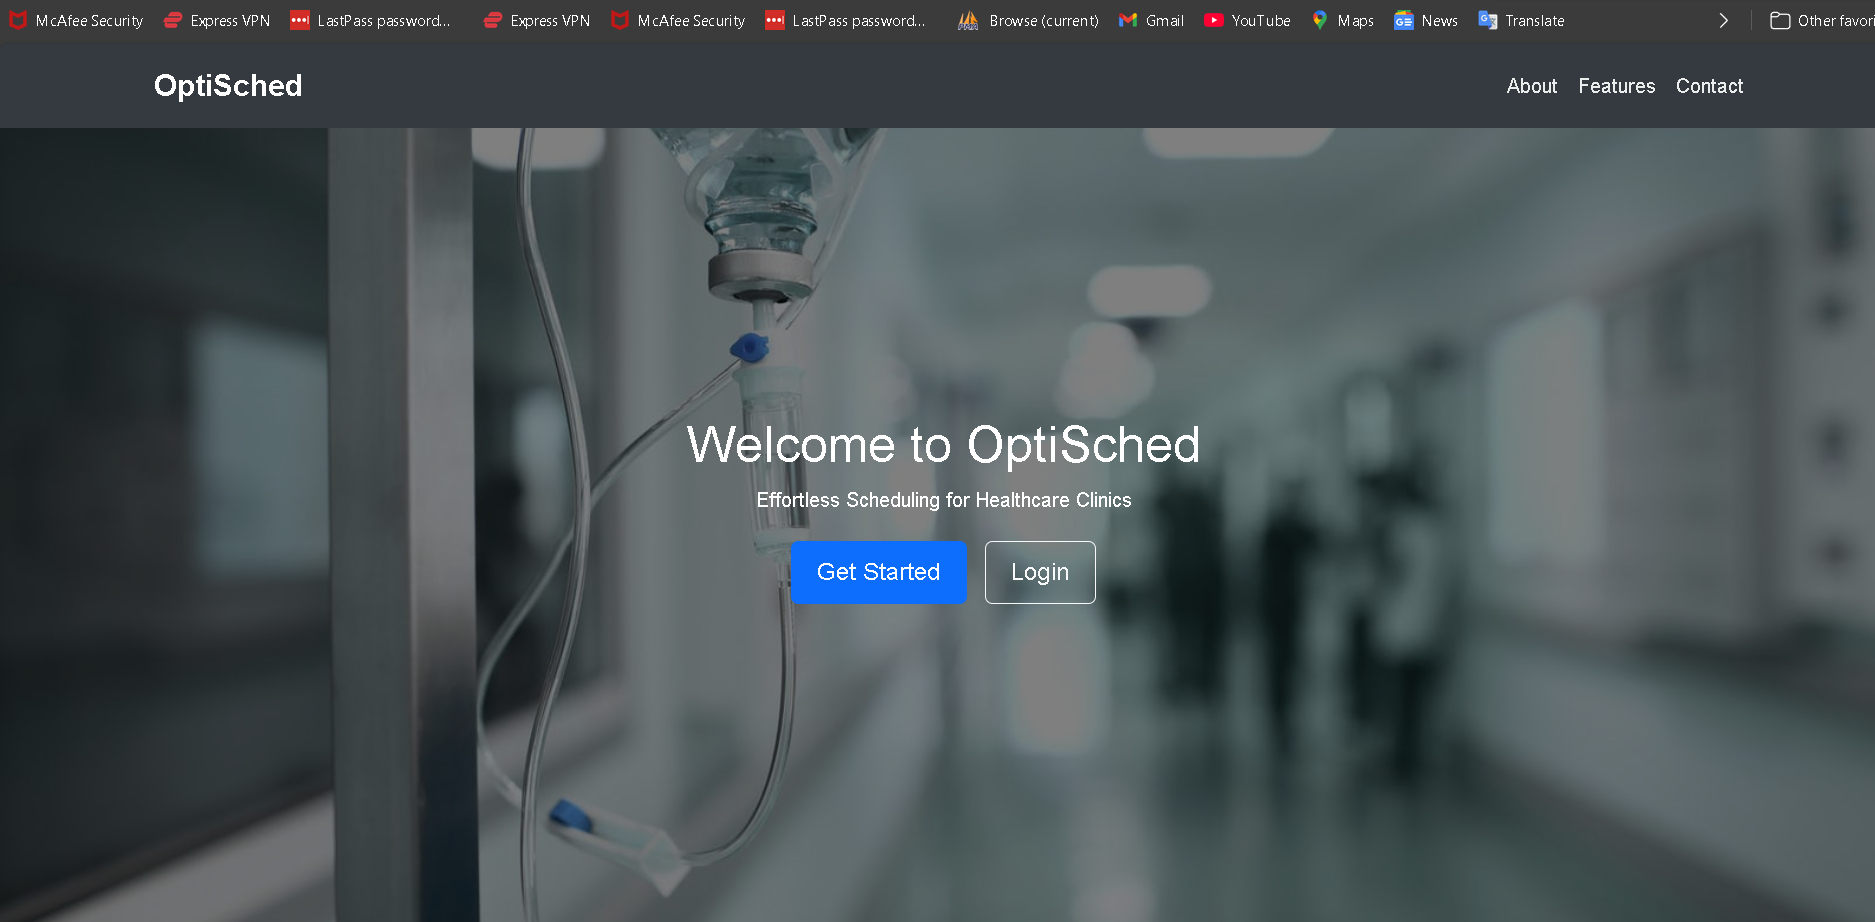 McAfee Security Express VPN LastPass password... Express VPN McAfee Security LastPass password... Browse (current) Gmail YouTube Maps News Translate Other favori
OptiSched About Features Contact
Welcome to OptiSched
Effortless Scheduling for Healthcare Clinics
Get Started Login